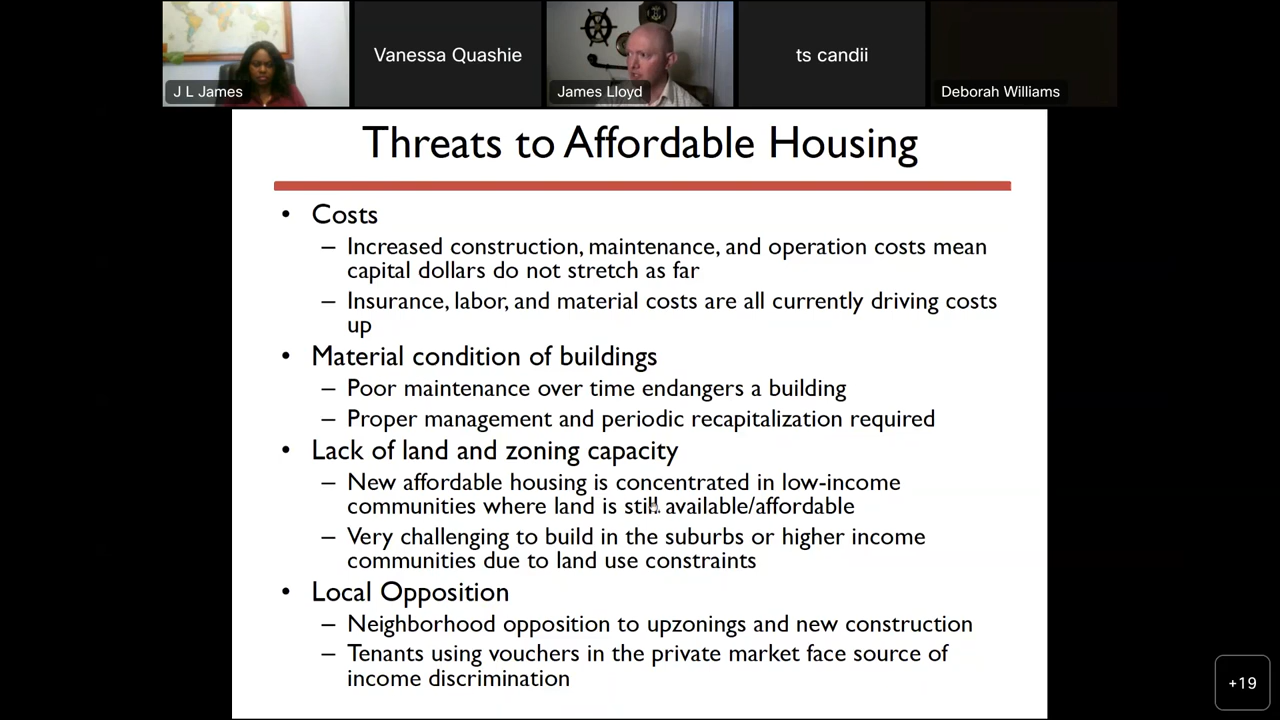 Vanessa Quashie
ts candii
J L James
James Lloyd
Deborah Williams
Threats to Affordable Housing
• Costs
– Increased construction, maintenance, and operation costs mean
capital dollars do not stretch as far
– Insurance, labor, and material costs are all currently driving costs
up
• Material condition of buildings
– Poor maintenance over time endangers a building
– Proper management and periodic recapitalization required
• Lack of land and zoning capacity
– New affordable housing is concentrated in low-income
communities where land is still available/affordable
– Very challenging to build in the suburbs or higher income
communities due to land use constraints
• Local Opposition
– Neighborhood opposition to upzonings and new construction
– Tenants using vouchers in the private market face source of
income discrimination
+19